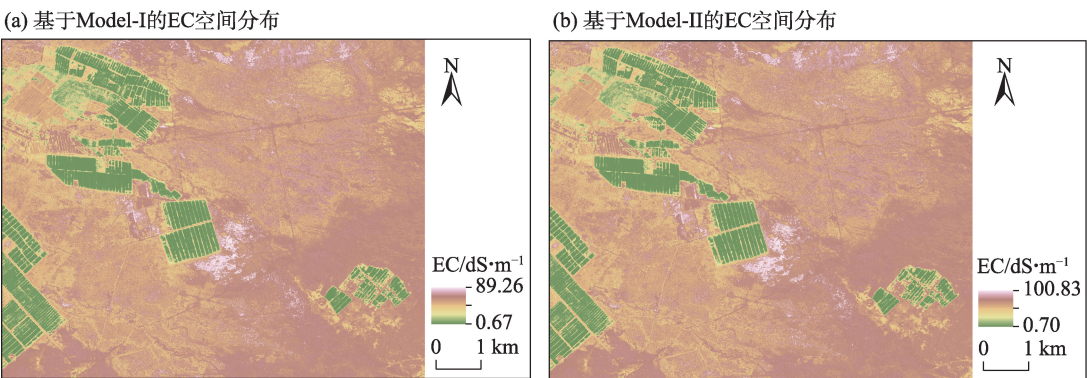 (a) 基于Model-I的EC空间分布
N
EC/dS•m⁻¹
89.26
0.67
0 1 km
(b) 基于Model-II的EC空间分布
N
EC/dS•m⁻¹
100.83
0.70
0 1 km